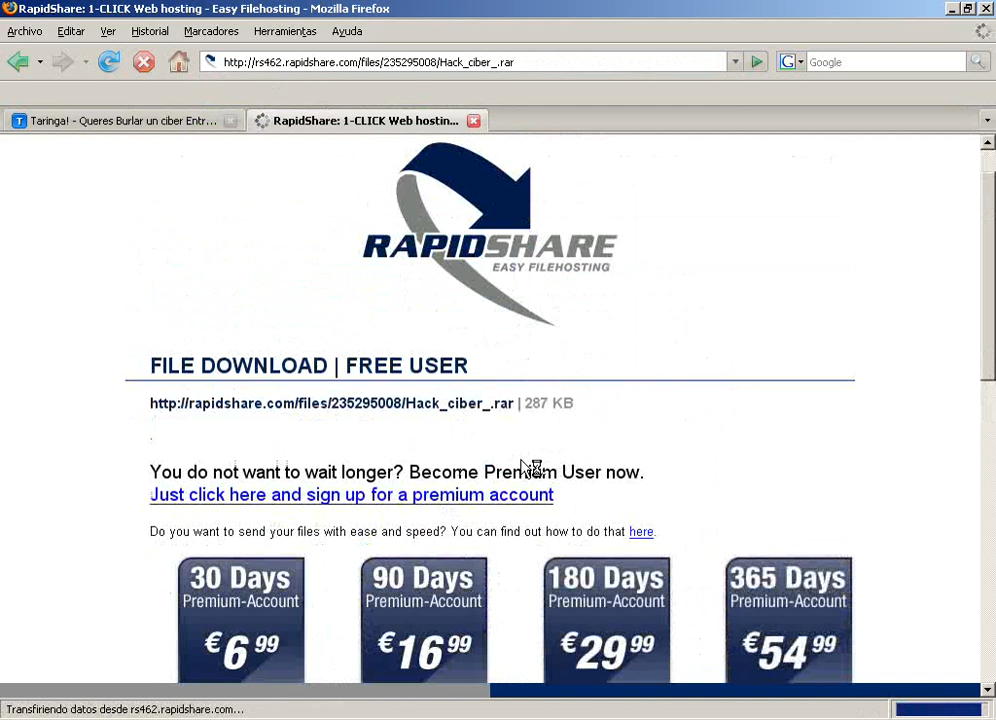 RapidShare: 1-CLICK Web hosting - Easy Filehosting - Mozilla Firefox
Archivo Editar Ver Historial Marcadores Herramientas Ayuda
http://rs462.rapidshare.com/files/235295008/Hack_ciber_.rar
G Google
Taringa! - Queres Burlar un ciber Entr...
RapidShare: 1-CLICK Web hostin...
RAPIDSHARE
EASY FILEHOSTING
FILE DOWNLOAD | FREE USER
http://rapidshare.com/files/235295008/Hack_ciber_.rar | 287 KB
You do not want to wait longer? Become Premium User now.
Just click here and sign up for a premium account
Do you want to send your files with ease and speed? You can find out how to do that here.
30 Days
Premium-Account
€6 99
90 Days
Premium-Account
€16 99
180 Days
Premium-Account
€29 99
365 Days
Premium-Account
€54 99
Transfiriendo datos desde rs462.rapidshare.com...